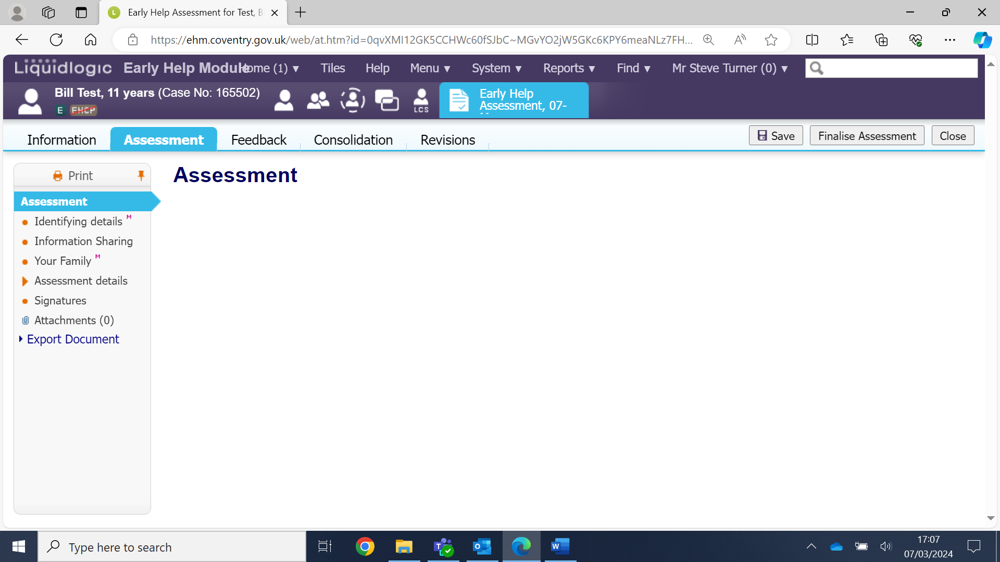 Early Help Assessment for Test, B
https://ehm.coventry.gov.uk/web/at.htm?id=0qvXMI12GK5CCHWc60fSJbC~MGvYO2jW5GKc6KPY6meaNLz7FH...
Liquidlogic Early Help Module ome (1) ▼ Tiles Help Menu ▼ System ▼ Reports ▼ Find ▼ Mr Steve Turner (0) ▼
Bill Test, 11 years (Case No: 165502)
E EHCP
LCS
Early Help
Assessment, 07-
Information Assessment Feedback Consolidation Revisions Save Finalise Assessment Close
Print
Assessment
Assessment
Identifying details M
Information Sharing
Your Family M
Assessment details
Signatures
Attachments (0)
Export Document
Type here to search
17:07
07/03/2024